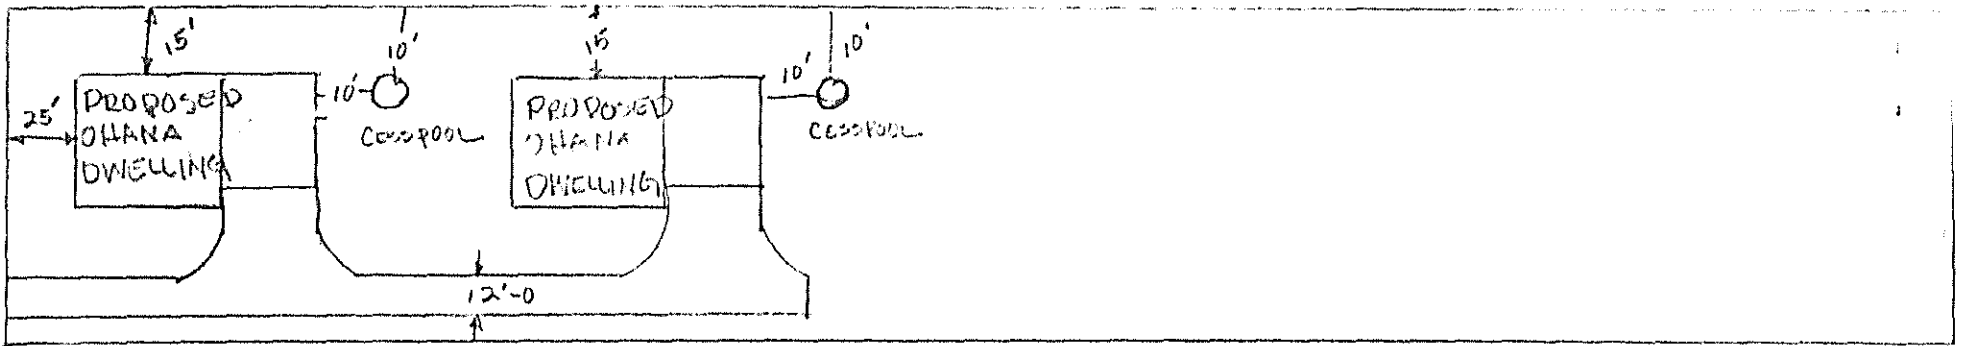 15'
10'
10'
CESSPOOL
25'
PROPOSED
OHANA
DWELLING
15
10'
10'
CESSPOOL
PROPOSED
OHANA
DWELLING
12'-0